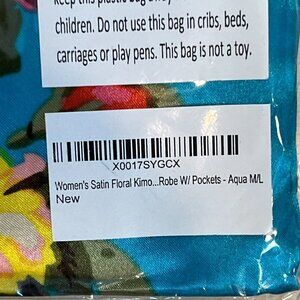 keep this plastic bag away
children. Do not use this bag in cribs, beds,
carriages or play pens. This bag is not a toy.
X0017SYGCX
Women's Satin Floral Kimo...Robe W/ Pockets - Aqua M/L
New